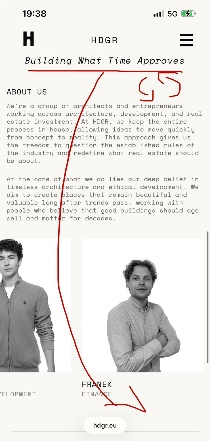 19:38
5G
H HDGR
Building What Time Approves
ABOUT US
We're a group of architects and entrepreneurs
working across architecture, development, and real
estate investment. At HDGR, we keep the entire
process in-house, allowing ideas to move quickly
from concept to reality. This approach gives us
the freedom to question the established rules of
the industry and redefine what real estate should
be about.
At the core of what we do lies our deep belief in
timeless architecture and ethical development. We
aim to create places that remain beautiful and
valuable long after trends pass, working with
people who believe that good buildings should age
well and matter for decades.
FRANEK
ELOPMENT FINANCE
hdgr.eu